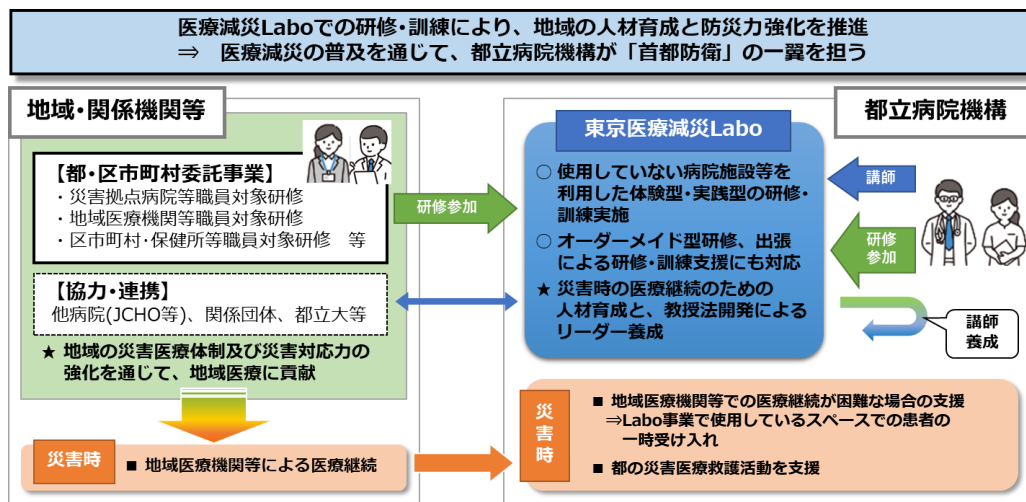 医療減災Laboでの研修・訓練により、地域の人材育成と防災力強化を推進
⇒ 医療減災の普及を通じて、都立病院機構が「首都防衛」の一翼を担う
地域・関係機関等
【都・区市町村委託事業】
・災害拠点病院等職員対象研修
・地域医療機関等職員対象研修
・区市町村・保健所等職員対象研修 等
【協力・連携】
他病院(JCHO等)、関係団体、都立大等
★ 地域の災害医療体制及び災害対応力の
強化を通じて、地域医療に貢献
災害時
■ 地域医療機関等による医療継続
研修参加
都立病院機構
東京医療減災Labo
○ 使用していない病院施設等を
利用した体験型・実践型の研修・
訓練実施
○ オーダーメイド型研修、出張
による研修・訓練支援にも対応
★ 災害時の医療継続のための
人材育成と、教授法開発による
リーダー養成
講師
研修
参加
講師
養成
災害時
■ 地域医療機関等での医療継続が困難な場合の支援
⇒Labo事業で使用しているスペースでの患者の
一時受け入れ
■ 都の災害医療救護活動を支援